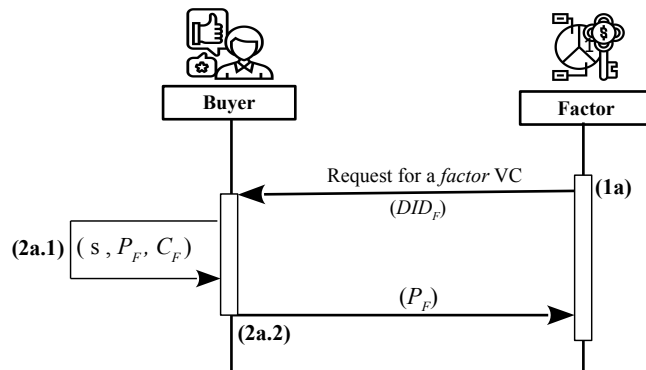 $
Buyer
Factor
Request for a factor VC
(1a)
(DID_F)
(2a.1)
( s , P_F, C_F)
(P_F)
(2a.2)